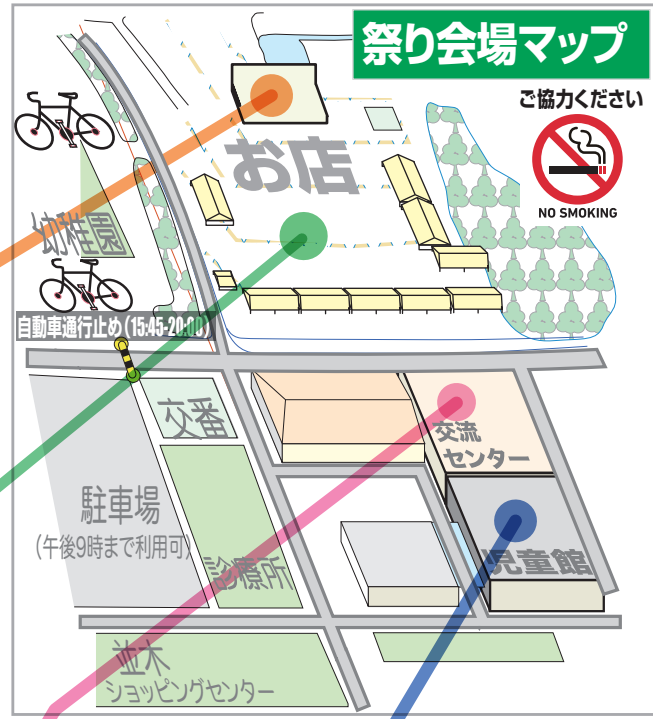 祭り会場マップ
ご協力ください
NO SMOKING
お店
幼稚園
自動車通行止め(15:45-20:00)
交番
交流
センター
駐車場
(午後9時まで利用可)
診療所
児童館
並木
ショッピングセンター